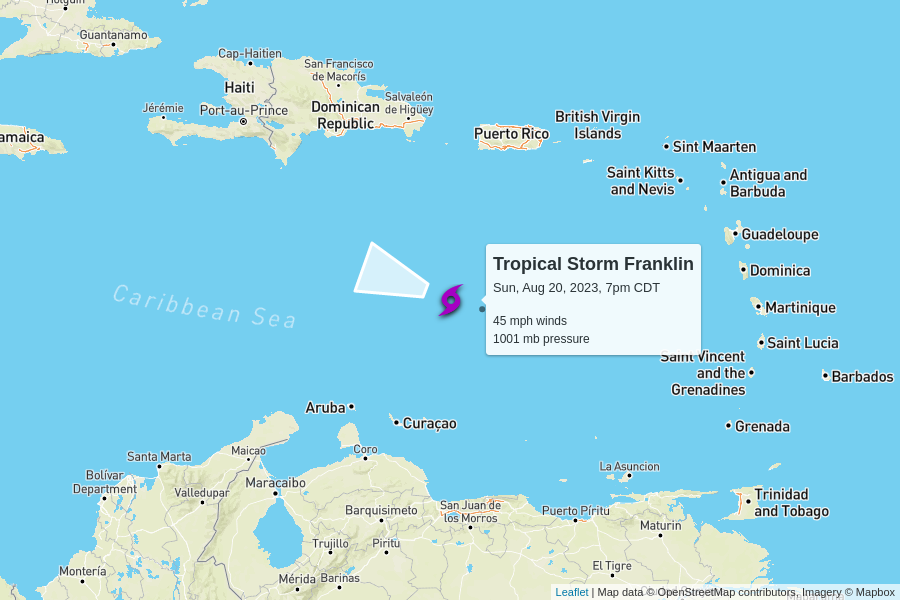 Holguín
Guantanamo
Cap-Haitien
San Francisco
de Macorís
Haiti
Salvaleón
de Higüey
Jérémie
Port-au-Prince
Dominican
Republic
amaica
Puerto Rico
British Virgin
Islands
Sint Maarten
Saint Kitts
and Nevis
Antigua and
Barbuda
Guadeloupe
Dominica
Martinique
Saint Lucia
Saint Vincent
and the
Grenadines
Barbados
Grenada
Caribbean Sea
Tropical Storm Franklin
Sun, Aug 20, 2023, 7pm CDT
45 mph winds
1001 mb pressure
Aruba
Curaçao
Santa Marta
Maicao
Coro
Bolívar
Department
Valledupar
Maracaibo
Barquisimeto
San Juan de
los Morros
La Asuncion
Puerto Píritu
Maturin
Trinidad
and Tobago
Trujillo
Piritu
Montería
Mérida
Barinas
El Tigre
Leaflet | Map data © OpenStreetMap contributors, Imagery © Mapbox